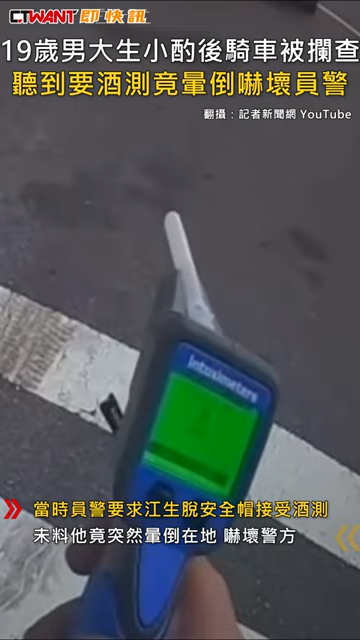 CTWANT 即快訊
19歲男大生小酌後騎車被攔查
聽到要酒測竟暈倒嚇壞員警
翻攝：記者新聞網 YouTube
Intoximeters
當時員警要求江生脫安全帽接受酒測
未料他竟突然暈倒在地 嚇壞警方